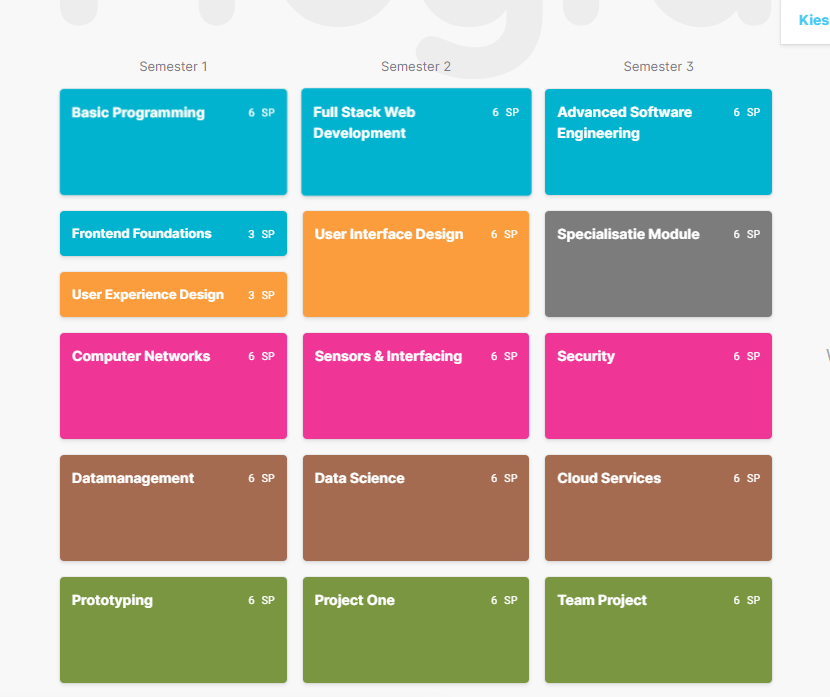 Kies
Semester 1
Semester 2
Semester 3
Basic Programming 6 SP
Full Stack Web
Development 6 SP
Advanced Software
Engineering 6 SP
Frontend Foundations 3 SP
User Interface Design 6 SP
Specialisatie Module 6 SP
User Experience Design 3 SP
Computer Networks 6 SP
Sensors & Interfacing 6 SP
Security 6 SP
Datamanagement 6 SP
Data Science 6 SP
Cloud Services 6 SP
Prototyping 6 SP
Project One 6 SP
Team Project 6 SP